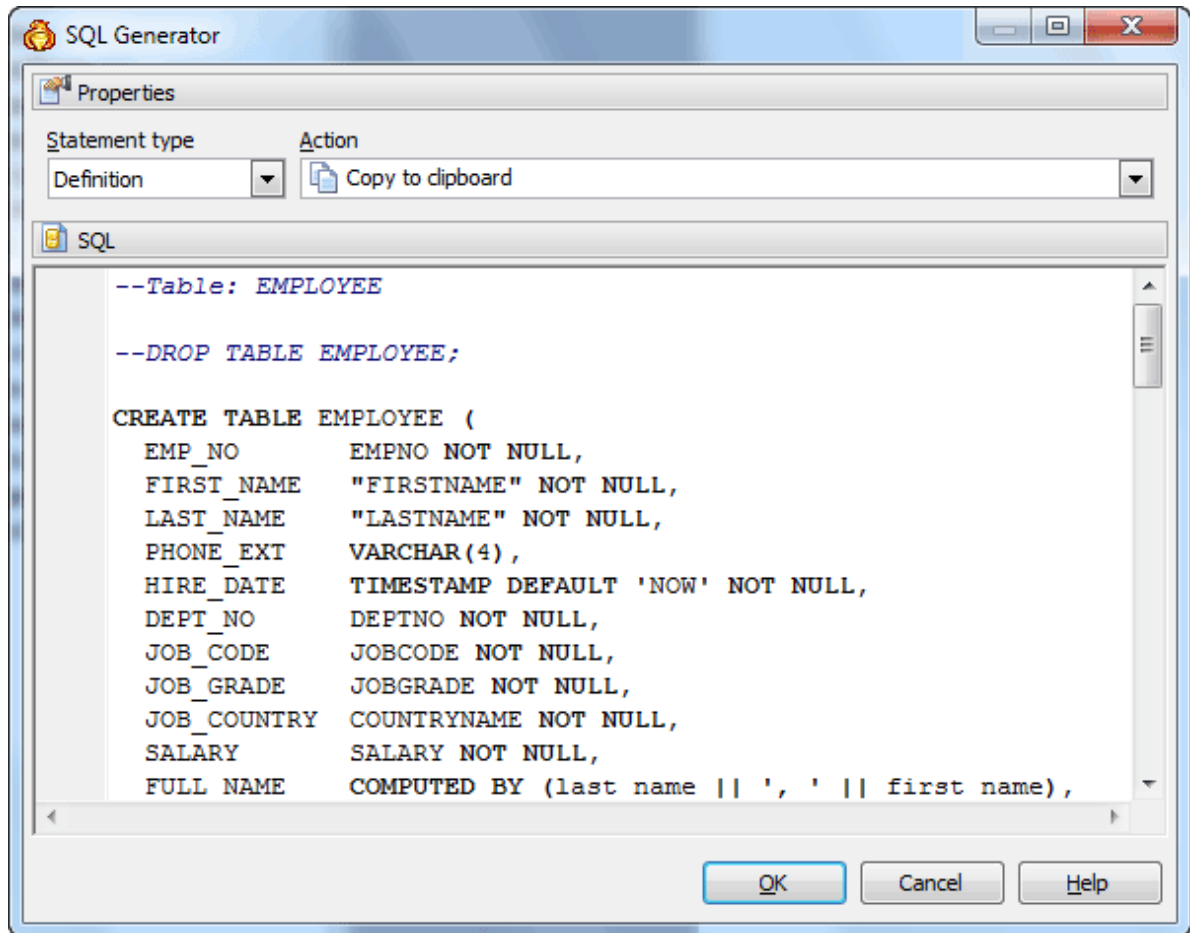 SQL Generator
Properties
Statement type Action
Definition Copy to clipboard
SQL
--Table: EMPLOYEE
--DROP TABLE EMPLOYEE;
CREATE TABLE EMPLOYEE (
EMP_NO EMPNO NOT NULL,
FIRST_NAME "FIRSTNAME" NOT NULL,
LAST_NAME "LASTNAME" NOT NULL,
PHONE_EXT VARCHAR(4),
HIRE_DATE TIMESTAMP DEFAULT 'NOW' NOT NULL,
DEPT_NO DEPTNO NOT NULL,
JOB_CODE JOBCODE NOT NULL,
JOB_GRADE JOBGRADE NOT NULL,
JOB_COUNTRY COUNTRYNAME NOT NULL,
SALARY SALARY NOT NULL,
FULL_NAME COMPUTED BY (last_name || ', ' || first_name),
OK Cancel Help